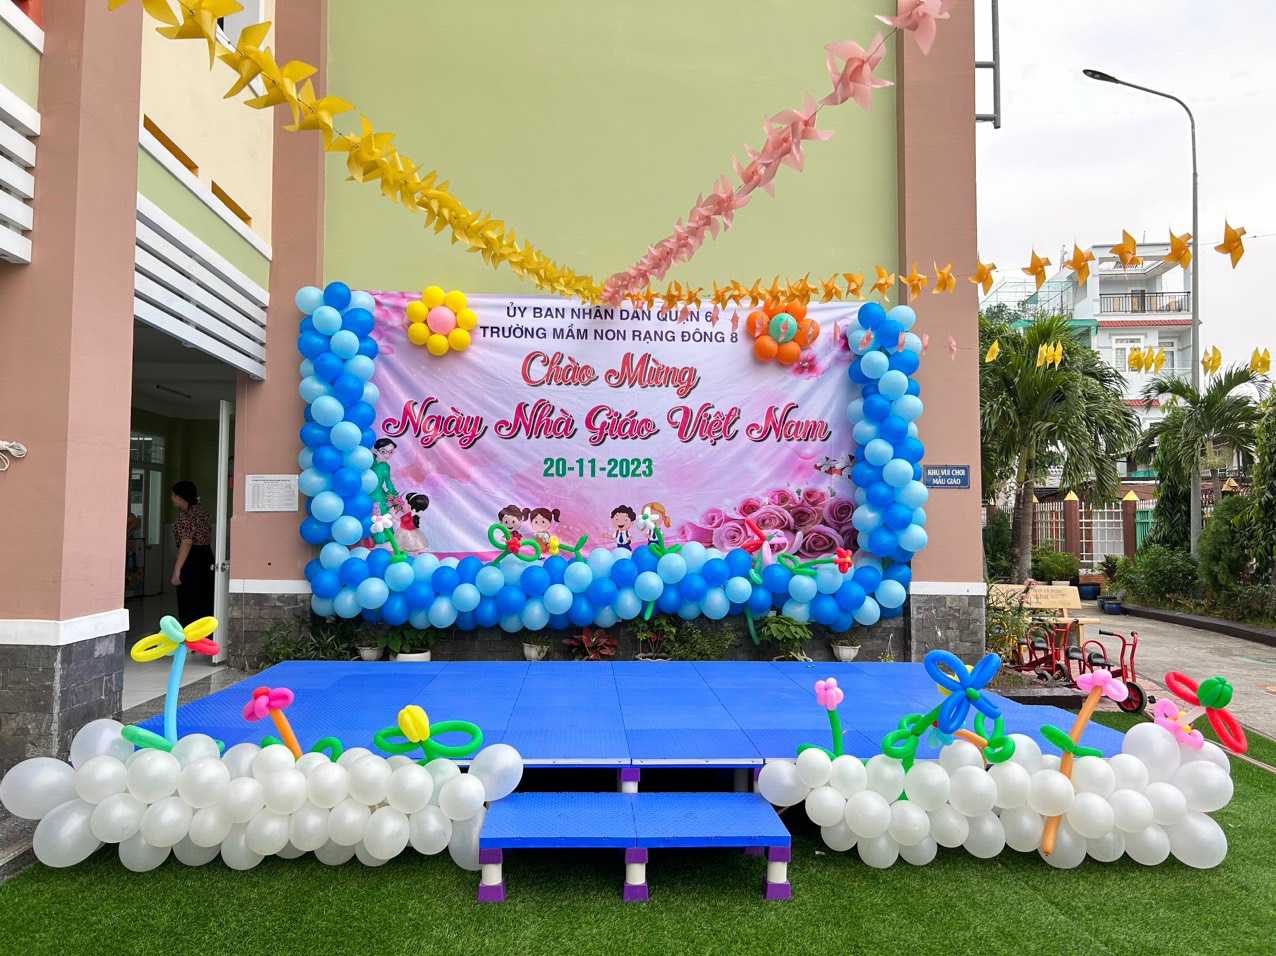 ỦY BAN NHÂN DÂN QUẬN 6
TRƯỜNG MẦM NON RẠNG ĐÔNG 8
Chào Mừng
Ngày Nhà Giáo Việt Nam
20-11-2023
KHU VUI CHƠI
MẪU GIÁO